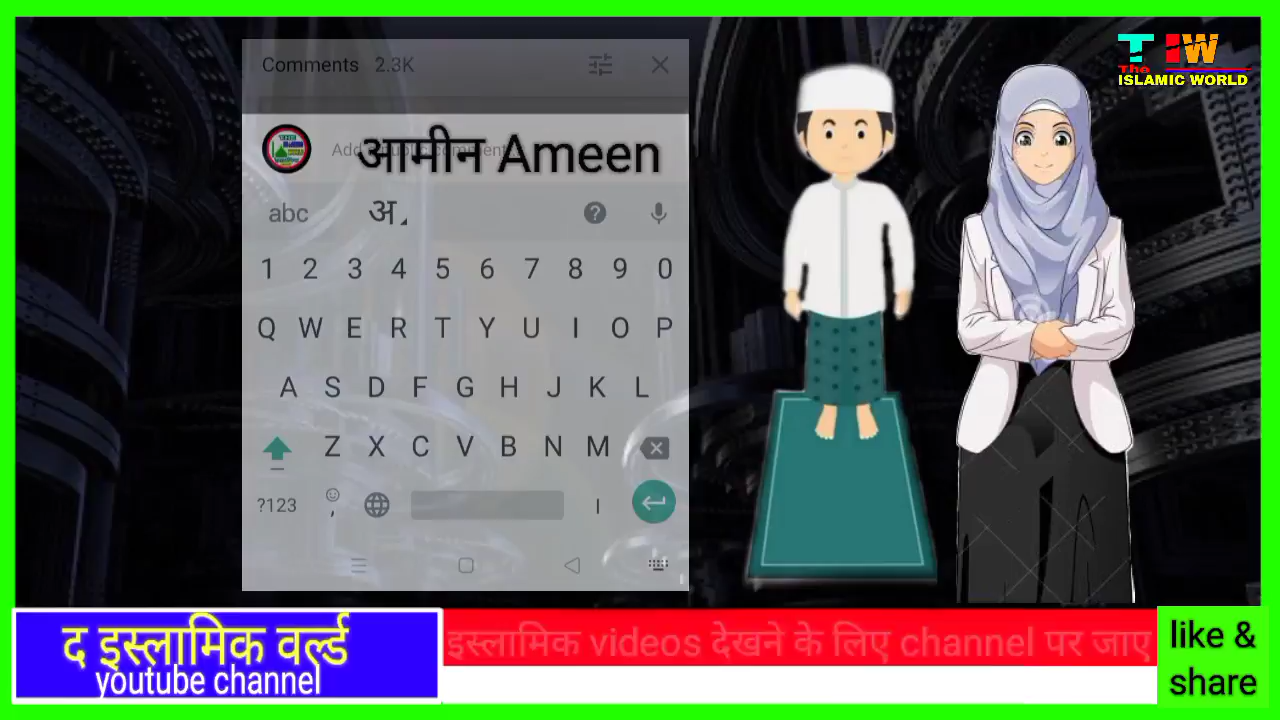 T IW
The
ISLAMIC WORLD
Comments 2.3K
आमीन Ameen
abc अ
1 2 3 4 5 6 7 8 9 0
Q W E R T Y U I O P
A S D F G H J K L
Z X C V B N M
?123 , |
द इस्लामिक वर्ल्ड
youtube channel
इस्लामिक videos देखने के लिए channel पर जाए
like &
share